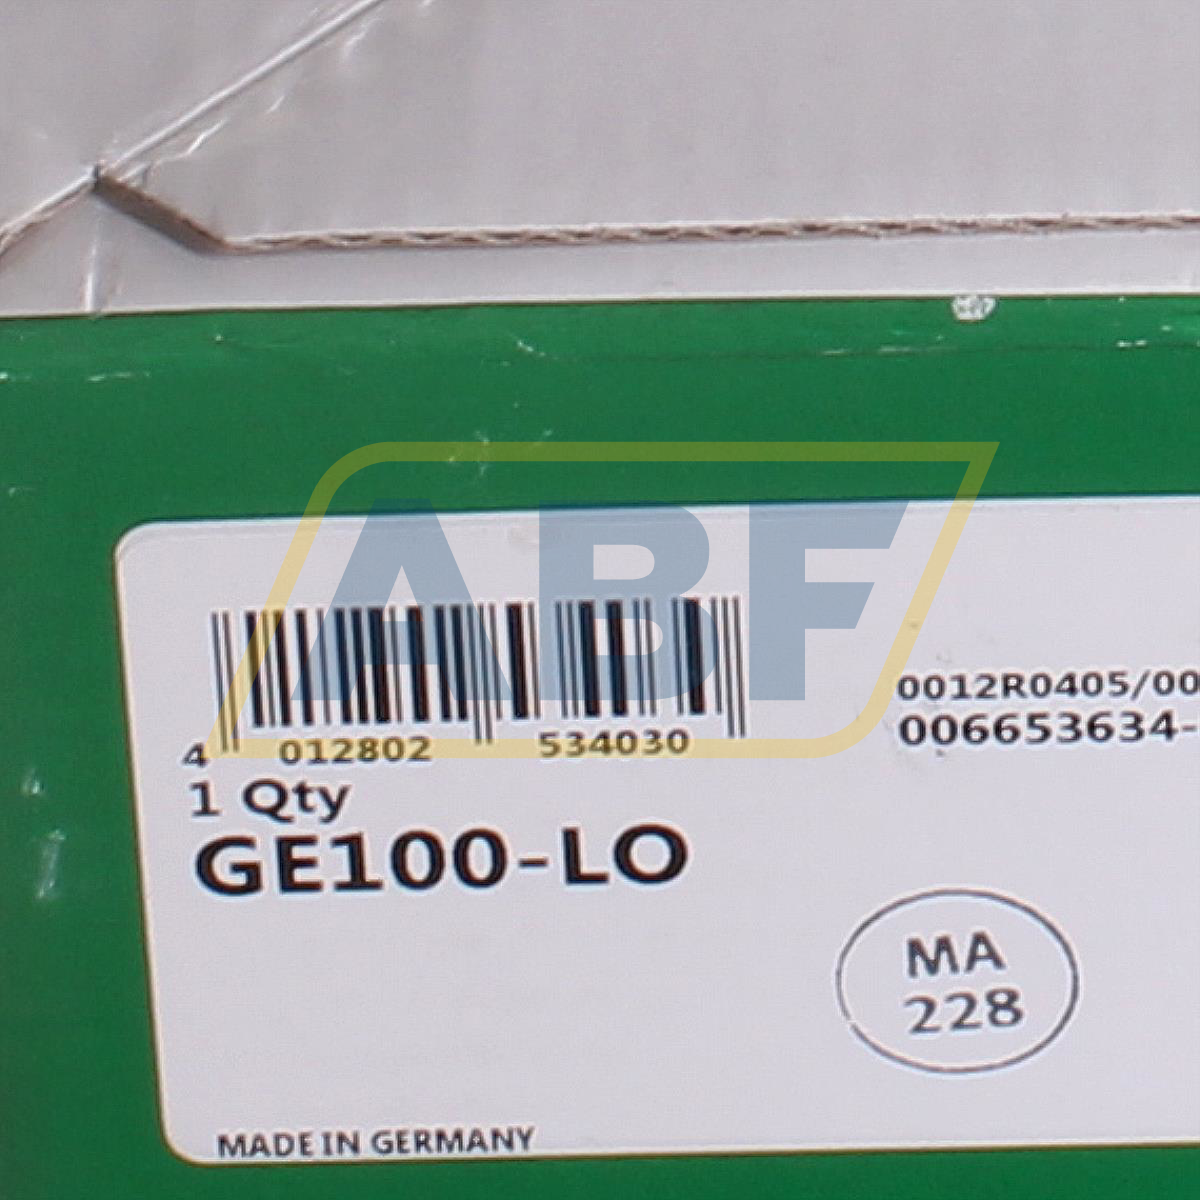 ABF
4 012802 534030
0012R0405/00
006653634-
1 Qty
GE100-LO
MA
228
MADE IN GERMANY